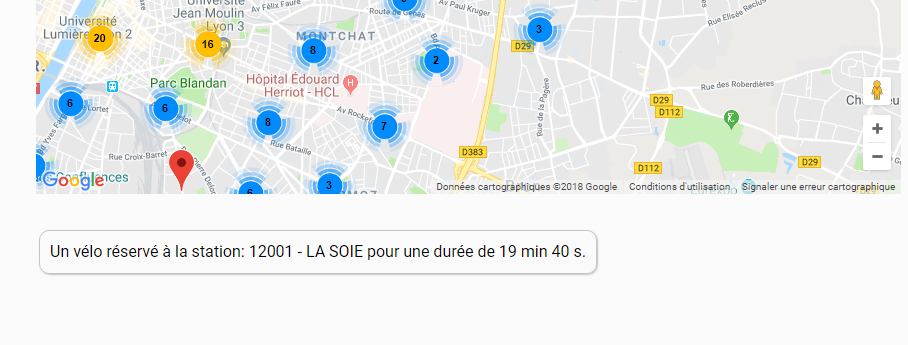 Av Félix Faure
Route de Genas
Av Paul Kruger
Rue Elisée Reclus
Université
Lumière Lyon 2
Université
Jean Moulin
Lyon 3
20
16
MONTCHAT
8
2
3
D29
Parc Blandan
Hôpital Édouard
Herriot - HCL
Rue de la Pagère
Rue des Roberdières
D29
D112
6
6
8
7
Rue Croix-Barret
Rue Bataille
D383
D112
D29
6
3
Google
Données cartographiques ©2018 Google
Conditions d'utilisation
Signaler une erreur cartographique
Un vélo réservé à la station: 12001 - LA SOIE pour une durée de 19 min 40 s.